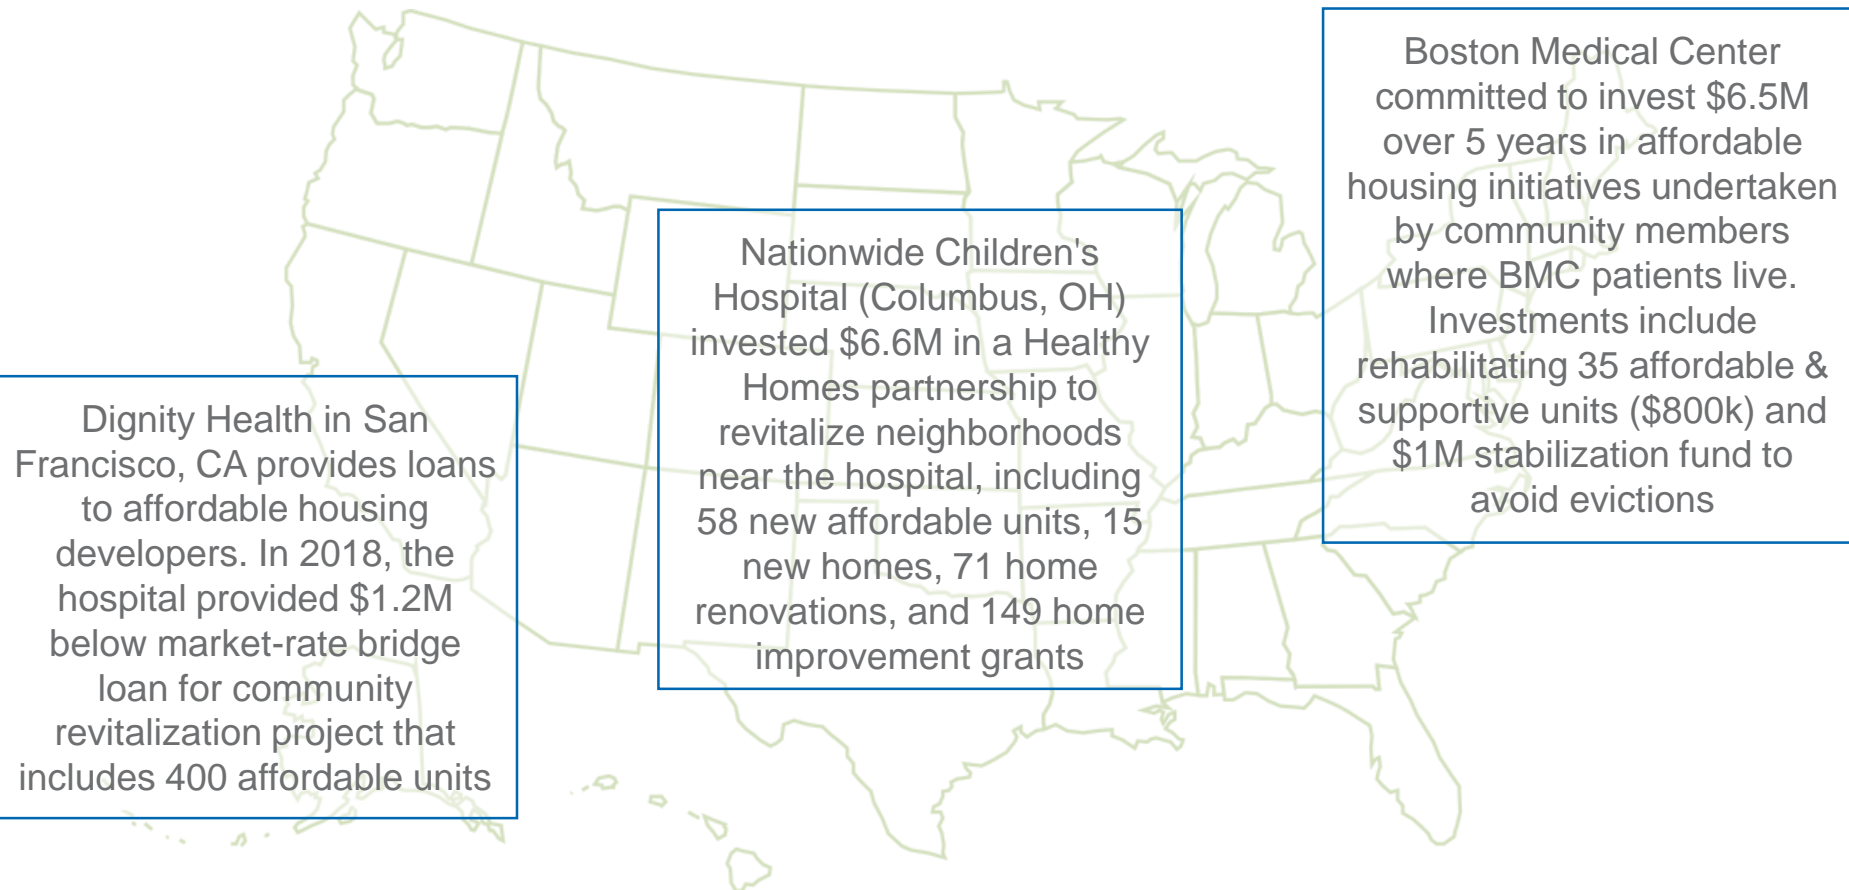 Dignity Health in San
Francisco, CA provides loans
to affordable housing
developers. In 2018, the
hospital provided $1.2M
below market-rate bridge
loan for community
revitalization project that
includes 400 affordable units
Nationwide Children's
Hospital (Columbus, OH)
invested $6.6M in a Healthy
Homes partnership to
revitalize neighborhoods
near the hospital, including
58 new affordable units, 15
new homes, 71 home
renovations, and 149 home
improvement grants
Boston Medical Center
committed to invest $6.5M
over 5 years in affordable
housing initiatives undertaken
by community members
where BMC patients live.
Investments include
rehabilitating 35 affordable &
supportive units ($800k) and
$1M stabilization fund to
avoid evictions